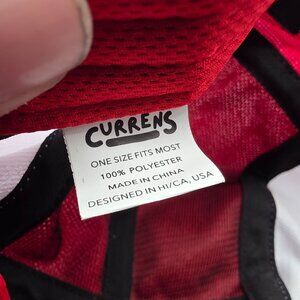 CURRENS
ONE SIZE FITS MOST
100% POLYESTER
MADE IN CHINA
DESIGNED IN HI/CA, USA